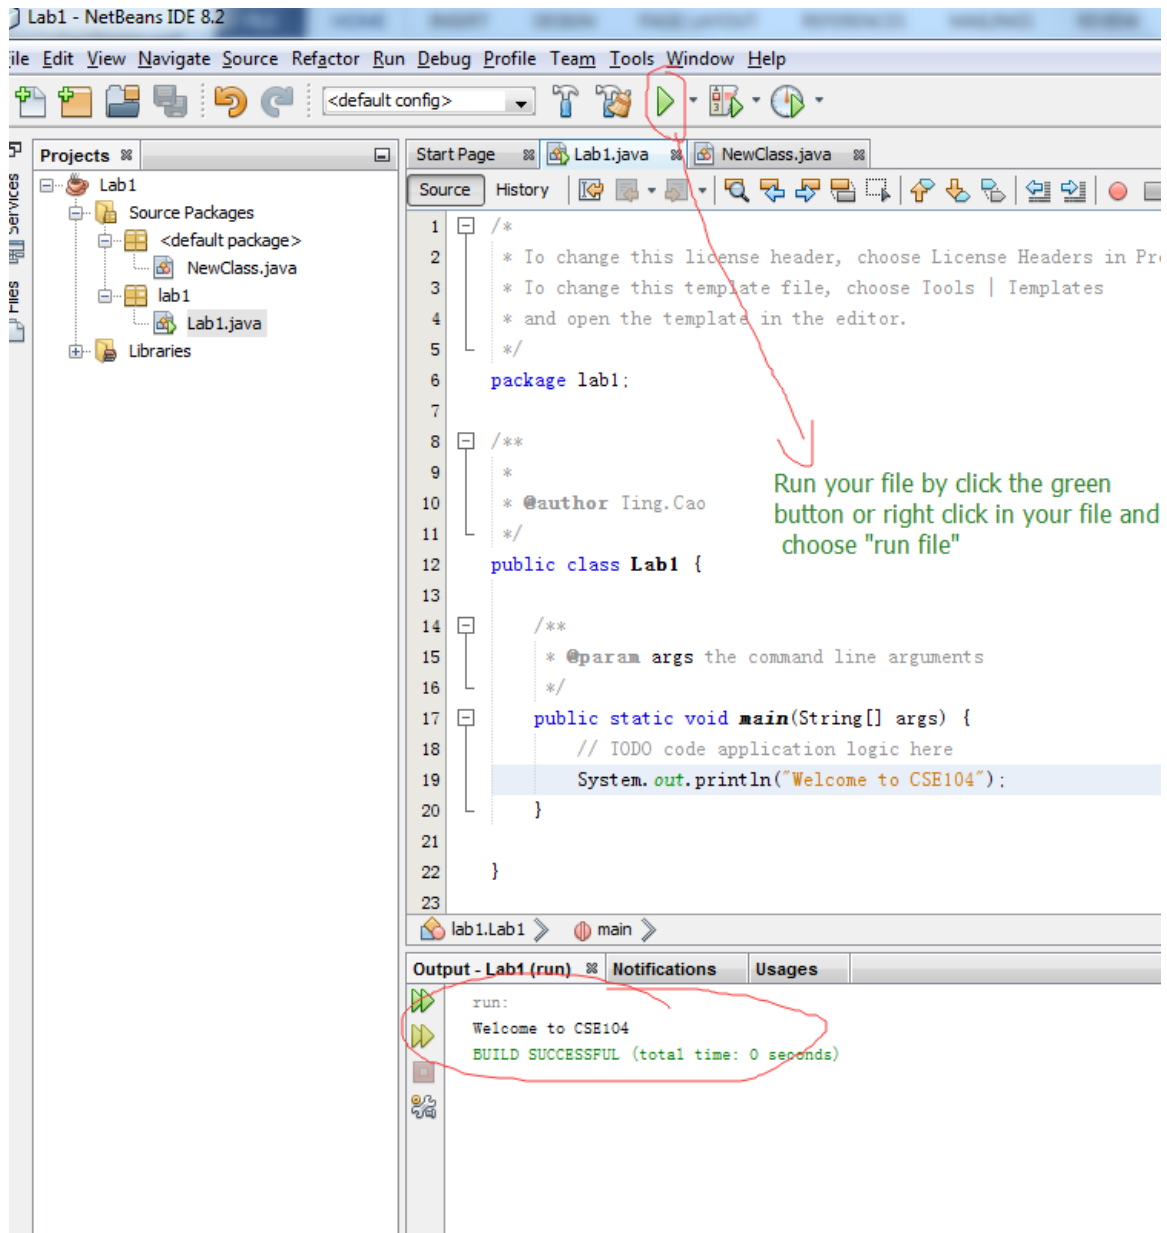 Lab1 - NetBeans IDE 8.2
ile Edit View Navigate Source Refactor Run Debug Profile Team Tools Window Help
<default config>
Projects
Start Page Lab1.java NewClass.java
Services
Files
Lab1
Source Packages
<default package>
NewClass.java
lab1
Lab1.java
Libraries
Source History
1 /*
2 * To change this license header, choose License Headers in Pro
3 * To change this template file, choose Tools | Templates
4 * and open the template in the editor.
5 */
6 package lab1;
7
8 /**
9 *
10 * @author Ting.Cao
11 */
12 public class Lab1 {
13
14 /**
15 * @param args the command line arguments
16 */
17 public static void main(String[] args) {
18 // TODO code application logic here
19 System.out.println("Welcome to CSE104");
20 }
21
22 }
23
Run your file by click the green
button or right click in your file and
choose "run file"
lab1.Lab1 main
Output - Lab1 (run) Notifications Usages
run:
Welcome to CSE104
BUILD SUCCESSFUL (total time: 0 seconds)